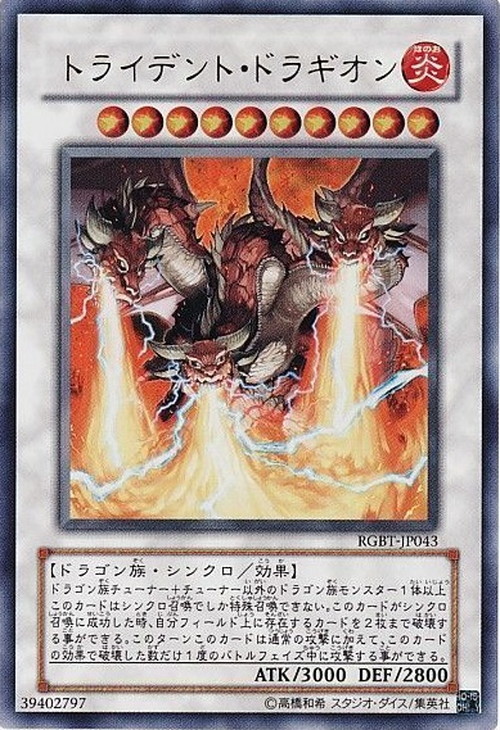 トライデント・ドラギオン
ほのお
炎
RGBT-JP043
【ドラゴン族・シンクロ／効果】
ドラゴン族チューナー＋チューナー以外のドラゴン族モンスター1体以上
このカードはシンクロ召喚でしか特殊召喚できない。このカードがシンクロ
召喚に成功した時、自分フィールド上に存在するカードを２枚まで破壊す
る事ができる。このターンこのカードは通常の攻撃に加えて、このカード
の効果で破壊した数だけ１度のバトルフェイズ中に攻撃する事ができる。
ATK/3000 DEF/2800
39402797
©高橋和希 スタジオ・ダイス/集英社